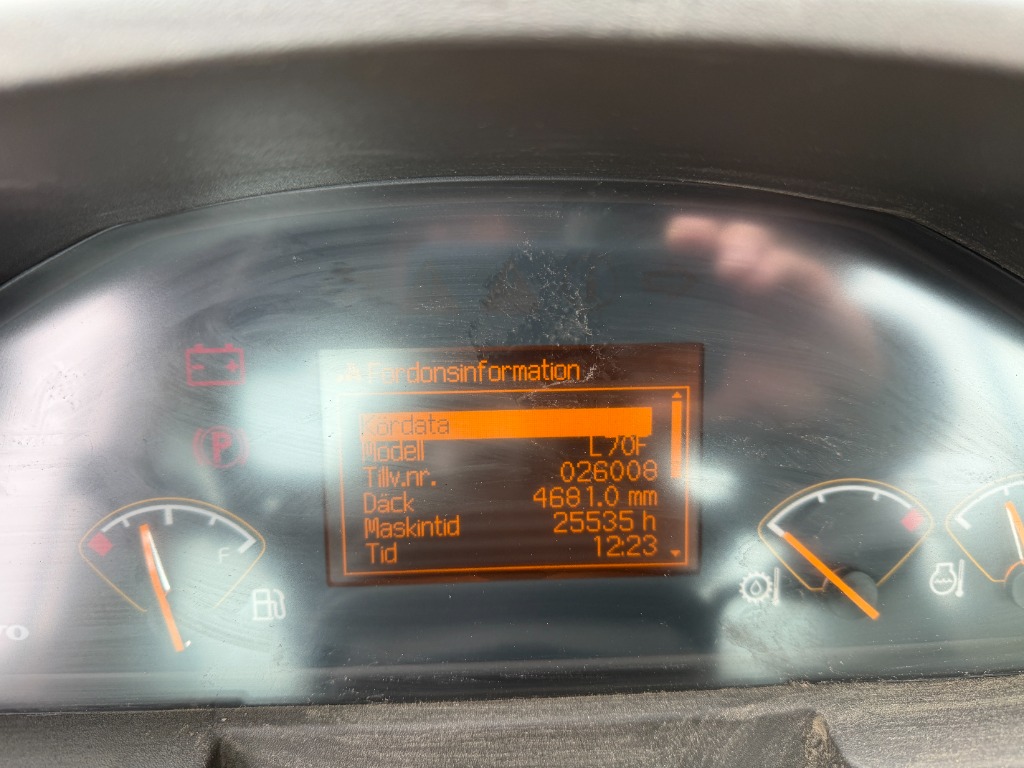 Fordonsinformation
Kördata
Modell L70F
Tillv.nr. 026008
Däck 4681.0 mm
Maskintid 25535 h
Tid 12:23
P
F